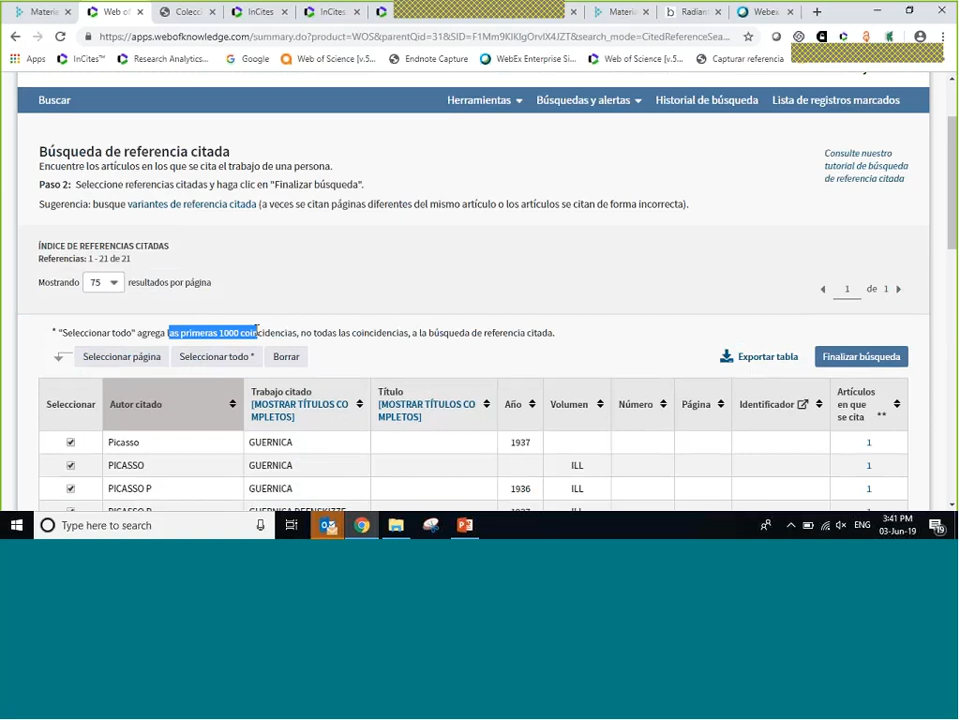 Materia
Web of
Colecci
InCites
InCites
Materia
Radian
Webex
https://apps.webofknowledge.com/summary.do?product=WOS&parentQid=31&SID=F1Mm9KlKlgOrvlX4JZT&search_mode=CitedReferenceSea...
Apps InCites™ Research Analytics... Google Web of Science [v.5... Endnote Capture WebEx Enterprise Si... Web of Science [v.5... Capturar referencia
Buscar Herramientas Búsquedas y alertas Historial de búsqueda Lista de registros marcados
Búsqueda de referencia citada
Encuentre los artículos en los que se cita el trabajo de una persona.
Paso 2: Seleccione referencias citadas y haga clic en "Finalizar búsqueda".
Sugerencia: busque variantes de referencia citada (a veces se citan páginas diferentes del mismo artículo o los artículos se citan de forma incorrecta).
Consulte nuestro
tutorial de búsqueda
de referencia citada
ÍNDICE DE REFERENCIAS CITADAS
Referencias: 1 - 21 de 21
Mostrando 75 resultados por página
1 de 1
* "Seleccionar todo" agrega las primeras 1000 coincidencias, no todas las coincidencias, a la búsqueda de referencia citada.
Seleccionar página Seleccionar todo * Borrar Exportar tabla Finalizar búsqueda
Seleccionar
Autor citado
Trabajo citado
[MOSTRAR TÍTULOS CO
MPLETOS]
Título
[MOSTRAR TÍTULOS CO
MPLETOS]
Año
Volumen
Número
Página
Identificador
Artículos
en que
se cita **
Picasso GUERNICA 1937 1
PICASSO GUERNICA ILL 1
PICASSO P GUERNICA 1936 ILL 1
Type here to search
ENG
3:41 PM
03-Jun-19
19